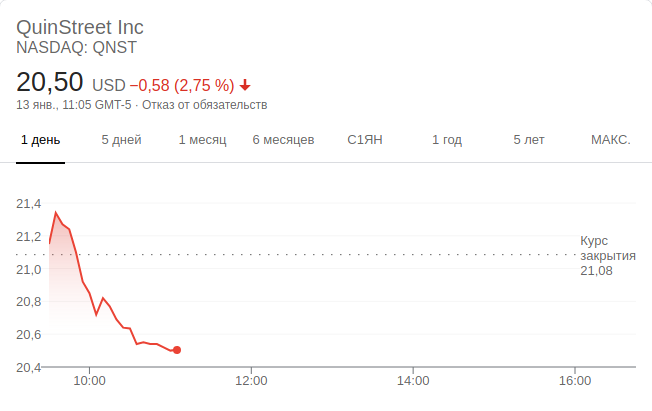 QuinStreet Inc
NASDAQ: QNST
20,50 USD −0,58 (2,75 %)
13 янв., 11:05 GMT-5 · Отказ от обязательств
1 день 5 дней 1 месяц 6 месяцев С1ЯН 1 год 5 лет МАКС.
21,4
21,2
Курс
закрытия
21,08
21,0
20,8
20,6
20,4
10:00 12:00 14:00 16:00